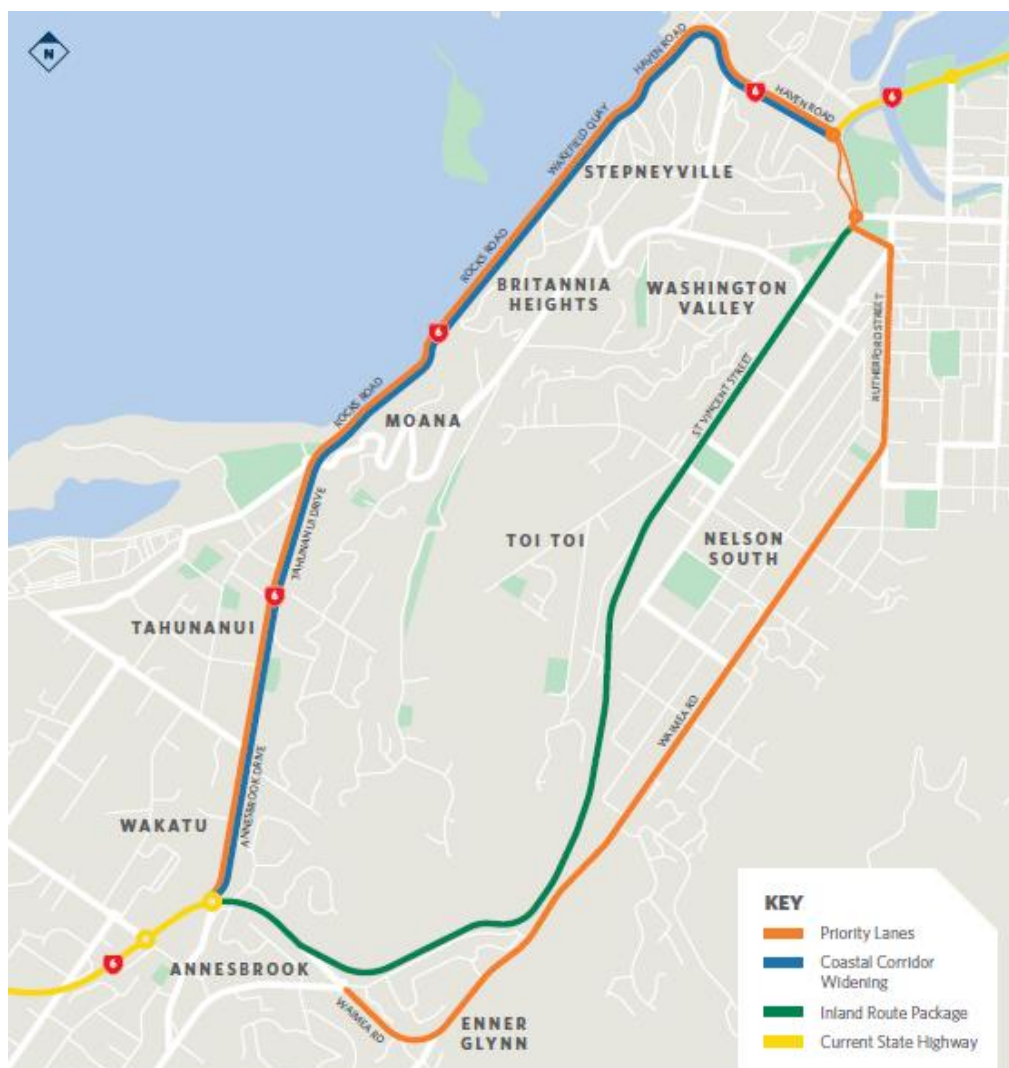 N
HAVEN ROAD
6
HAVEN ROAD
6
WAKEFIELD QUAY
STEPNEYVILLE
ROCKS ROAD
BRITANNIA
HEIGHTS
WASHINGTON
VALLEY
6
RUTHERFORD STREET
ROCKS ROAD
MOANA
ST VINCENT STREET
TAHUNANUI DRIVE
TOI TOI
NELSON
SOUTH
6
TAHUNANUI
WAIMEA RD
ANNESBROOK DRIVE
WAKATU
6
ANNESBROOK
WAIMEA RD
ENNER
GLYNN
KEY
Priority Lanes
Coastal Corridor
Widening
Inland Route Package
Current State Highway